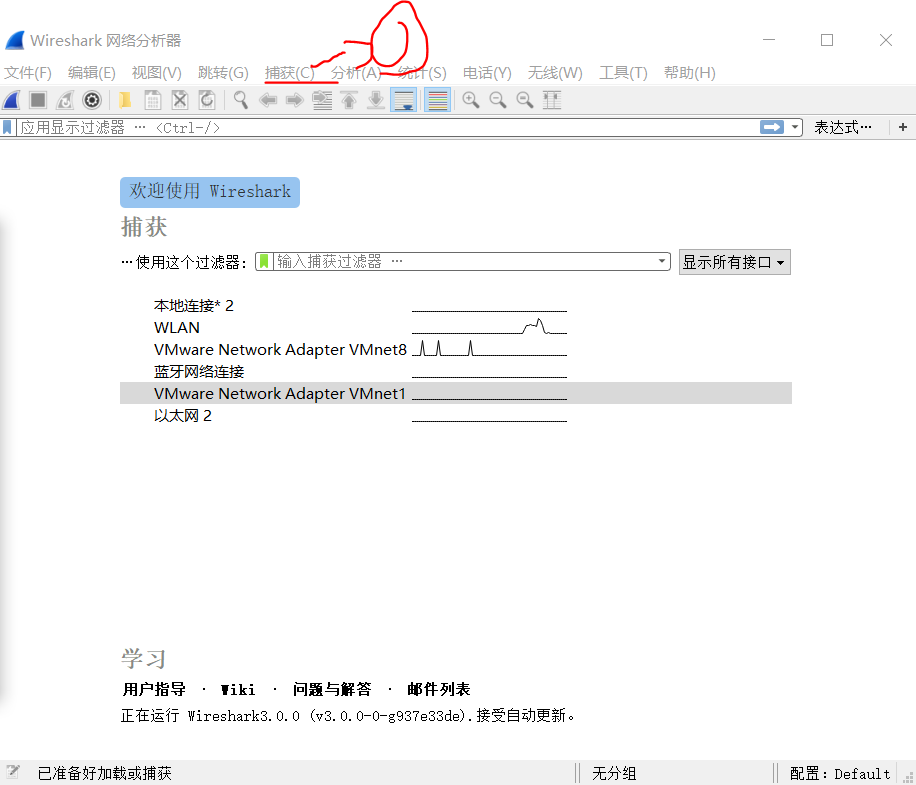 Wireshark 网络分析器
文件(F) 编辑(E) 视图(V) 跳转(G) 捕获(C) 分析(A) 统计(S) 电话(Y) 无线(W) 工具(T) 帮助(H)
应用显示过滤器 … <Ctrl-/> 表达式… +
欢迎使用 Wireshark
捕获
…使用这个过滤器: 输入捕获过滤器 … 显示所有接口
本地连接* 2
WLAN
VMware Network Adapter VMnet8
蓝牙网络连接
VMware Network Adapter VMnet1
以太网 2
学习
用户指导 · Wiki · 问题与解答 · 邮件列表
正在运行 Wireshark3.0.0 (v3.0.0-0-g937e33de).接受自动更新。
已准备好加载或捕获 无分组 配置: Default